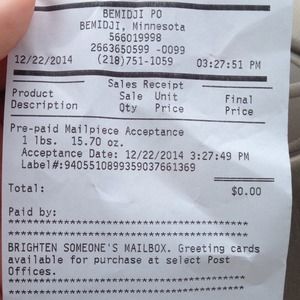 BEMIDJI PO
BEMIDJI, Minnesota
566019998
2663650599 -0099
12/22/2014 (218)751-1059 03:27:51 PM
Sales Receipt
Product Sale Unit Final
Description Qty Price Price
Pre-paid Mailpiece Acceptance
1 lbs. 15.70 oz.
Acceptance Date: 12/22/2014 3:27:49 PM
Label#:9405510899359037661369
Total: $0.00
Paid by:
BRIGHTEN SOMEONE'S MAILBOX. Greeting cards
available for purchase at select Post
Offices.